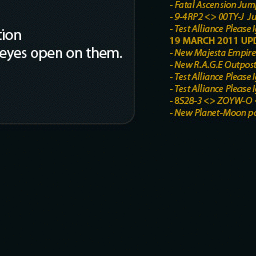 tion
eyes open on them.
- Fatal Ascension Jum
- 9-4RP2 <> 00TY-J Ju
- Test Alliance Please I
19 MARCH 2011 UPD
- New Majesta Empire
- New R.A.G.E Outpost
- Test Alliance Please I
- Test Alliance Please I
- 8S28-3 <> ZOYW-O
- New Planet-Moon po